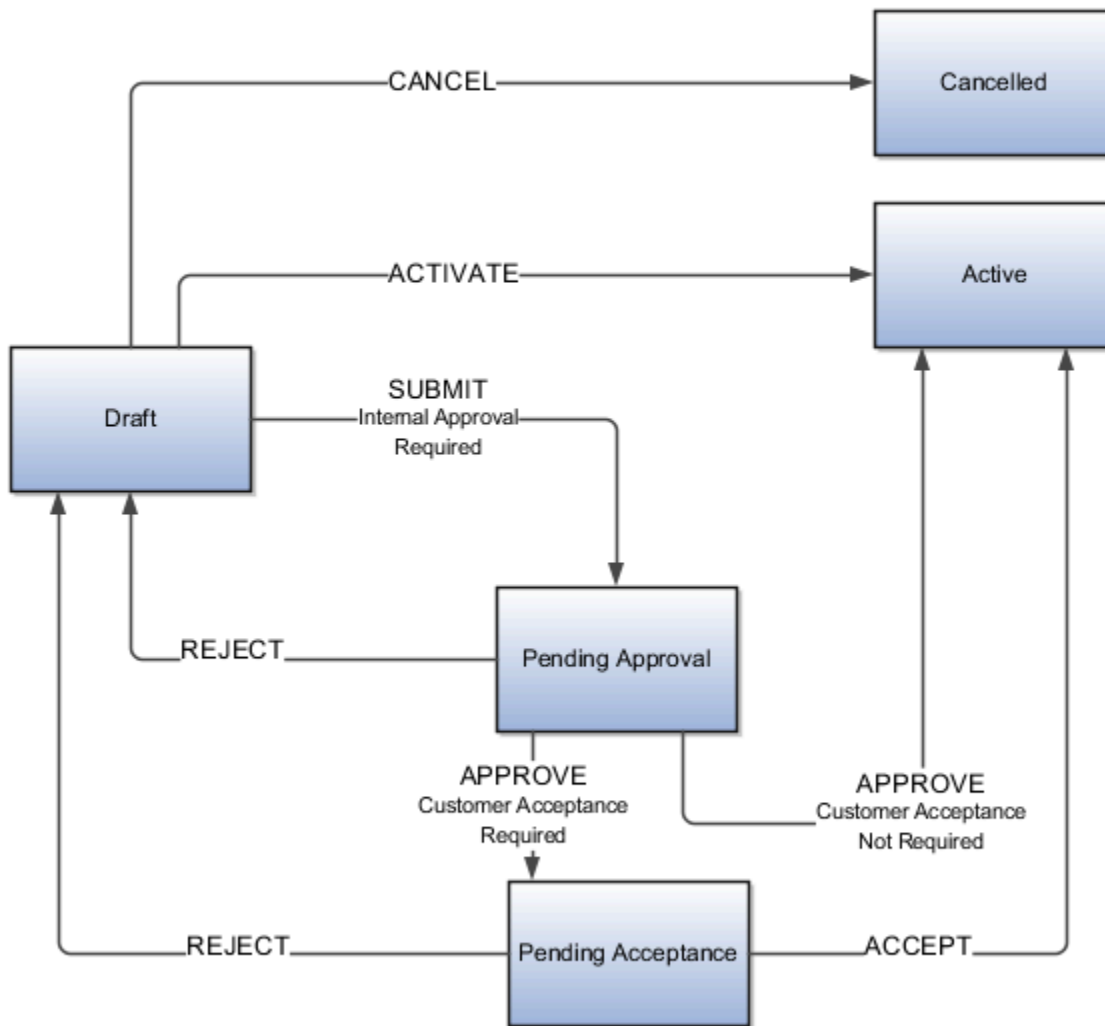 CANCEL
Cancelled
ACTIVATE
Active
Draft
SUBMIT
Internal Approval
Required
REJECT
Pending Approval
APPROVE
Customer Acceptance
Required
APPROVE
Customer Acceptance
Not Required
REJECT
Pending Acceptance
ACCEPT